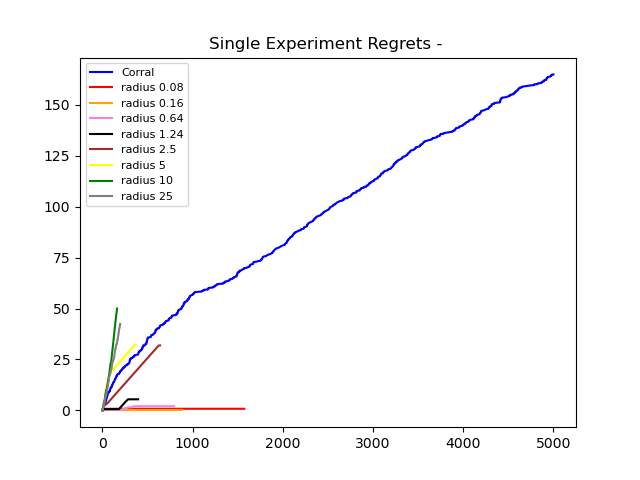 Single Experiment Regrets -
Corral
radius 0.08
radius 0.16
radius 0.64
radius 1.24
radius 2.5
radius 5
radius 10
radius 25
150
125
100
75
50
25
0
0 1000 2000 3000 4000 5000